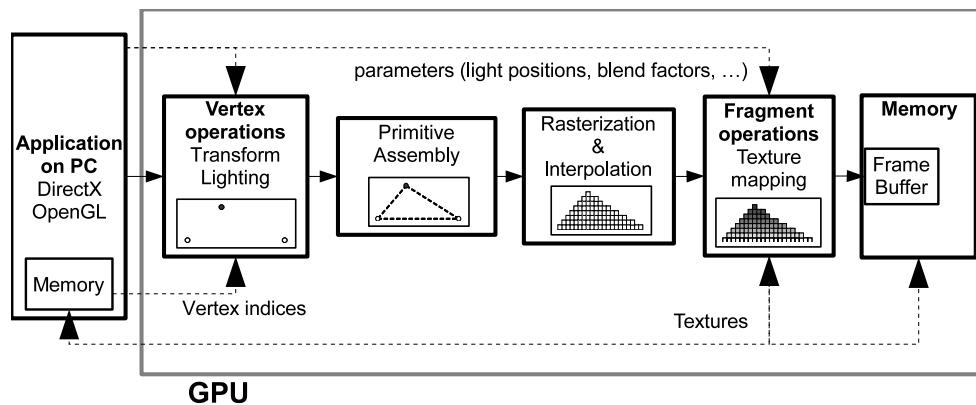 parameters (light positions, blend factors, …)
Application
on PC
DirectX
OpenGL
Memory
Vertex
operations
Transform
Lighting
Primitive
Assembly
Rasterization
&
Interpolation
Fragment
operations
Texture
mapping
Memory
Frame
Buffer
Vertex indices
Textures
GPU